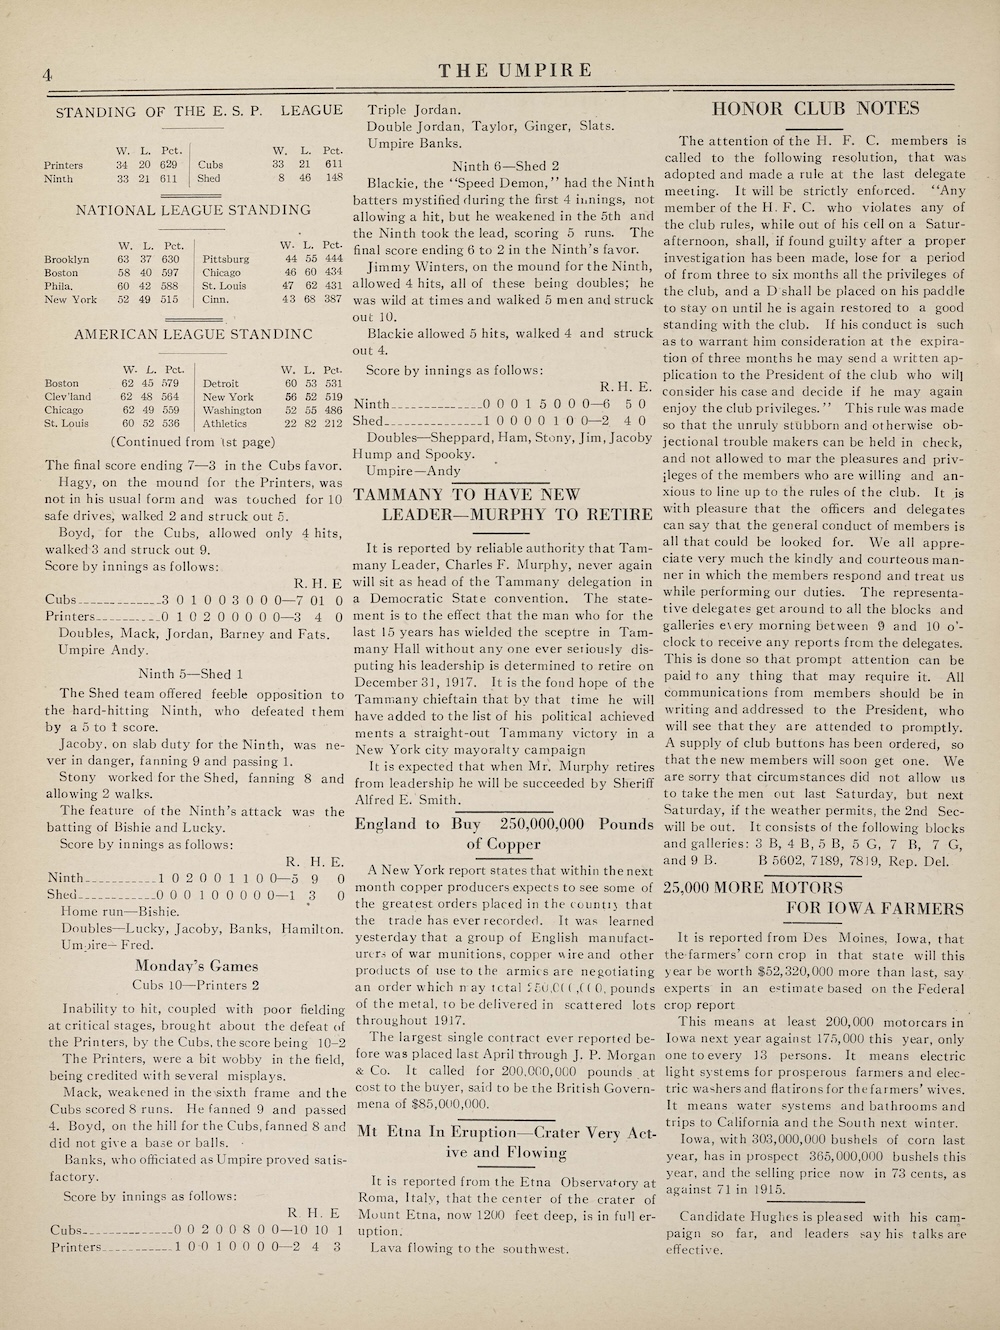 4
THE UMPIRE
STANDING OF THE E. S. P. LEAGUE
W. L. Pct. W. L. Pct.
Printers 34 20 629 Cubs 33 21 611
Ninth 33 21 611 Shed 8 46 148
NATIONAL LEAGUE STANDING
W. L. Pct. W. L. Pct.
Brooklyn 63 37 630 Pittsburg 44 55 444
Boston 58 40 597 Chicago 46 60 434
Phila. 60 42 588 St. Louis 47 62 431
New York 52 49 515 Cinn. 43 68 387
AMERICAN LEAGUE STANDINC
W. L. Pct. W. L. Pct.
Boston 62 45 579 Detroit 60 53 531
Clev'land 62 48 564 New York 56 52 519
Chicago 62 49 559 Washington 52 55 486
St. Louis 60 52 536 Athletics 22 82 212
(Continued from 1st page)
The final score ending 7—3 in the Cubs favor.
Hagy, on the mound for the Printers, was
not in his usual form and was touched for 10
safe drives, walked 2 and struck out 5.
Boyd, for the Cubs, allowed only 4 hits,
walked 3 and struck out 9.
Score by innings as follows:
R. H. E
Cubs 3 0 1 0 0 3 0 0 0—7 01 0
Printers 0 1 0 2 0 0 0 0 0—3 4 0
Doubles, Mack, Jordan, Barney and Fats.
Umpire Andy.
Ninth 5—Shed 1
The Shed team offered feeble opposition to
the hard-hitting Ninth, who defeated them
by a 5 to 1 score.
Jacoby, on slab duty for the Ninth, was ne-
ver in danger, fanning 9 and passing 1.
Stony worked for the Shed, fanning 8 and
allowing 2 walks.
The feature of the Ninth's attack was the
batting of Bishie and Lucky.
Score by innings as follows:
R. H. E.
Ninth 1 0 2 0 0 1 1 0 0—5 9 0
Shed 0 0 0 1 0 0 0 0 0—1 3 0
Home run—Bishie.
Doubles—Lucky, Jacoby, Banks, Hamilton.
Umpire—Fred.
Monday's Games
Cubs 10—Printers 2
Inability to hit, coupled with poor fielding
at critical stages, brought about the defeat of
the Printers, by the Cubs, the score being 10-2
The Printers, were a bit wobby in the field,
being credited with several misplays.
Mack, weakened in the sixth frame and the
Cubs scored 8 runs. He fanned 9 and passed
4. Boyd, on the hill for the Cubs, fanned 8 and
did not give a base or balls.
Banks, who officiated as Umpire proved satis-
factory.
Score by innings as follows:
R. H. E
Cubs 0 0 2 0 0 8 0 0—10 10 1
Printers 1 0 0 1 0 0 0 0—2 4 3
Triple Jordan.
Double Jordan, Taylor, Ginger, Slats.
Umpire Banks.
Ninth 6—Shed 2
Blackie, the "Speed Demon," had the Ninth
batters mystified during the first 4 innings, not
allowing a hit, but he weakened in the 5th and
the Ninth took the lead, scoring 5 runs. The
final score ending 6 to 2 in the Ninth's favor.
Jimmy Winters, on the mound for the Ninth,
allowed 4 hits, all of these being doubles; he
was wild at times and walked 5 men and struck
out 10.
Blackie allowed 5 hits, walked 4 and struck
out 4.
Score by innings as follows:
R. H. E.
Ninth 0 0 0 1 5 0 0 0—6 5 0
Shed 1 0 0 0 0 1 0 0—2 4 0
Doubles—Sheppard, Ham, Stony, Jim, Jacoby
Hump and Spooky.
Umpire—Andy
TAMMANY TO HAVE NEW
LEADER—MURPHY TO RETIRE
It is reported by reliable authority that Tam-
many Leader, Charles F. Murphy, never again
will sit as head of the Tammany delegation in
a Democratic State convention. The state-
ment is to the effect that the man who for the
last 15 years has wielded the sceptre in Tam-
many Hall without any one ever seriously dis-
puting his leadership is determined to retire on
December 31, 1917. It is the fond hope of the
Tammany chieftain that by that time he will
have added to the list of his political achieved
ments a straight-out Tammany victory in a
New York city mayoralty campaign
It is expected that when Mr. Murphy retires
from leadership he will be succeeded by Sheriff
Alfred E. Smith.
England to Buy 250,000,000 Pounds
of Copper
A New York report states that within the next
month copper producers expects to see some of
the greatest orders placed in the country that
the trade has ever recorded. It was learned
yesterday that a group of English manufact-
urers of war munitions, copper wire and other
products of use to the armies are negotiating
an order which may total 250,000,000, pounds
of the metal, to be delivered in scattered lots
throughout 1917.
The largest single contract ever reported be-
fore was placed last April through J. P. Morgan
& Co. It called for 200,000,000 pounds at
cost to the buyer, said to be the British Govern-
mena of $85,000,000.
Mt Etna In Eruption—Crater Very Act-
ive and Flowing
It is reported from the Etna Observatory at
Roma, Italy, that the center of the crater of
Mount Etna, now 1200 feet deep, is in full er-
uption.
Lava flowing to the southwest.
HONOR CLUB NOTES
The attention of the H. F. C. members is
called to the following resolution, that was
adopted and made a rule at the last delegate
meeting. It will be strictly enforced. "Any
member of the H. F. C. who violates any of
the club rules, while out of his cell on a Satur-
afternoon, shall, if found guilty after a proper
investigation has been made, lose for a period
of from three to six months all the privileges of
the club, and a D shall be placed on his paddle
to stay on until he is again restored to a good
standing with the club. If his conduct is such
as to warrant him consideration at the expira-
tion of three months he may send a written ap-
plication to the President of the club who will
consider his case and decide if he may again
enjoy the club privileges." This rule was made
so that the unruly stubborn and otherwise ob-
jectional trouble makers can be held in check,
and not allowed to mar the pleasures and priv-
ileges of the members who are willing and an-
xious to line up to the rules of the club. It is
with pleasure that the officers and delegates
can say that the general conduct of members is
all that could be looked for. We all appre-
ciate very much the kindly and courteous man-
ner in which the members respond and treat us
while performing our duties. The representa-
tive delegates get around to all the blocks and
galleries every morning between 9 and 10 o'-
clock to receive any reports from the delegates.
This is done so that prompt attention can be
paid to any thing that may require it. All
communications from members should be in
writing and addressed to the President, who
will see that they are attended to promptly.
A supply of club buttons has been ordered, so
that the new members will soon get one. We
are sorry that circumstances did not allow us
to take the men out last Saturday, but next
Saturday, if the weather permits, the 2nd Sec-
will be out. It consists of the following blocks
and galleries: 3 B, 4 B, 5 B, 5 G, 7 B, 7 G,
and 9 B. B 5602, 7189, 7819, Rep. Del.
25,000 MORE MOTORS
FOR IOWA FARMERS
It is reported from Des Moines, Iowa, that
the farmers' corn crop in that state will this
year be worth $52,320,000 more than last, say
experts in an estimate based on the Federal
crop report
This means at least 200,000 motorcars in
Iowa next year against 175,000 this year, only
one to every 13 persons. It means electric
light systems for prosperous farmers and elec-
tric washers and flatirons for the farmers' wives.
It means water systems and bathrooms and
trips to California and the South next winter.
Iowa, with 303,000,000 bushels of corn last
year, has in prospect 365,000,000 bushels this
year, and the selling price now in 73 cents, as
against 71 in 1915.
Candidate Hughes is pleased with his cam-
paign so far, and leaders say his talks are
effective.